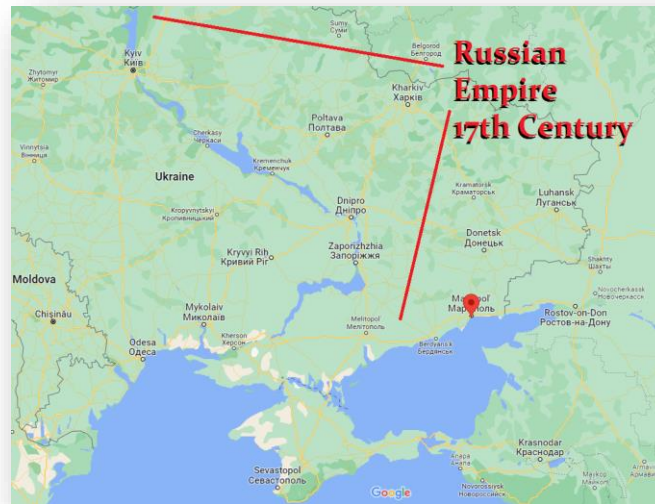 Sumy
Суми
Kyiv
Київ
Belgorod
Белгород
Russian
Empire
17th Century
Zhytomyr
Житомир
Kharkiv
Харків
Poltava
Полтава
Cherkasy
Черкаси
Vinnytsia
Вінниця
Kremenchuk
Кременчук
Ukraine
Kramatorsk
Краматорськ
Luhansk
Луганськ
Dnipro
Дніпро
Kropyvnytskyi
Кропивницький
Donetsk
Донецьк
Kryvyi Rih
Кривий Ріг
Zaporizhzhia
Запоріжжя
Shakhty
Шахты
Moldova
Novocherkassk
Новочеркасск
Chișinău
Mykolaiv
Миколаїв
Melitopol
Мелітополь
Rostov-on-Don
Ростов-на-Дону
Kherson
Херсон
Berdyansk
Бердянськ
Odesa
Одеса
Krasnodar
Краснодар
Sevastopol
Севастополь
Google
Novorossiysk
Новороссийск